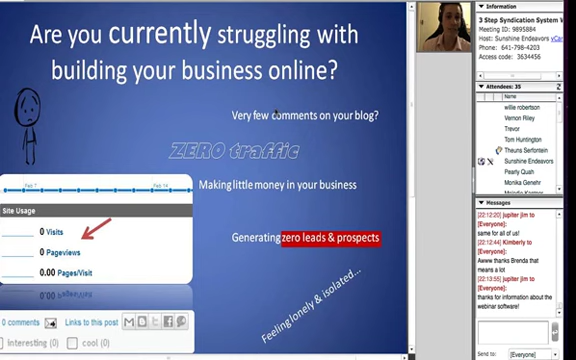 Are you currently struggling with
building your business online?
Very few comments on your blog?
ZERO traffic
Making little money in your business
Generating zero leads & prospects
Feeling lonely & isolated...
Feb 7
Feb 14
Site Usage
0 Visits
0 Pageviews
0.00 Pages/Visit
0 comments
Links to this post
interesting (0)
cool (0)
3 Step Syndication System W
Meeting ID: 9895884
Host: Sunshine Endeavors
Phone: 641-798-4203
Access code: 3634456
Attendees: 35
Name
willie robertson
Vernon Riley
Trevor
Tom Huntington
Theuns Serfontein
Sunshine Endeavors
Pearly Qush
Monika Genehr
Messages
[22:12:20] jupiter jim to
[Everyone]:
same for all of us!
[22:12:44] Kimberly to
[Everyone]:
Awww thanks Brenda that
means a lot
[22:13:55] jupiter jim to
[Everyone]:
thanks for information about the
webinar software!
Send to:
[Everyone]